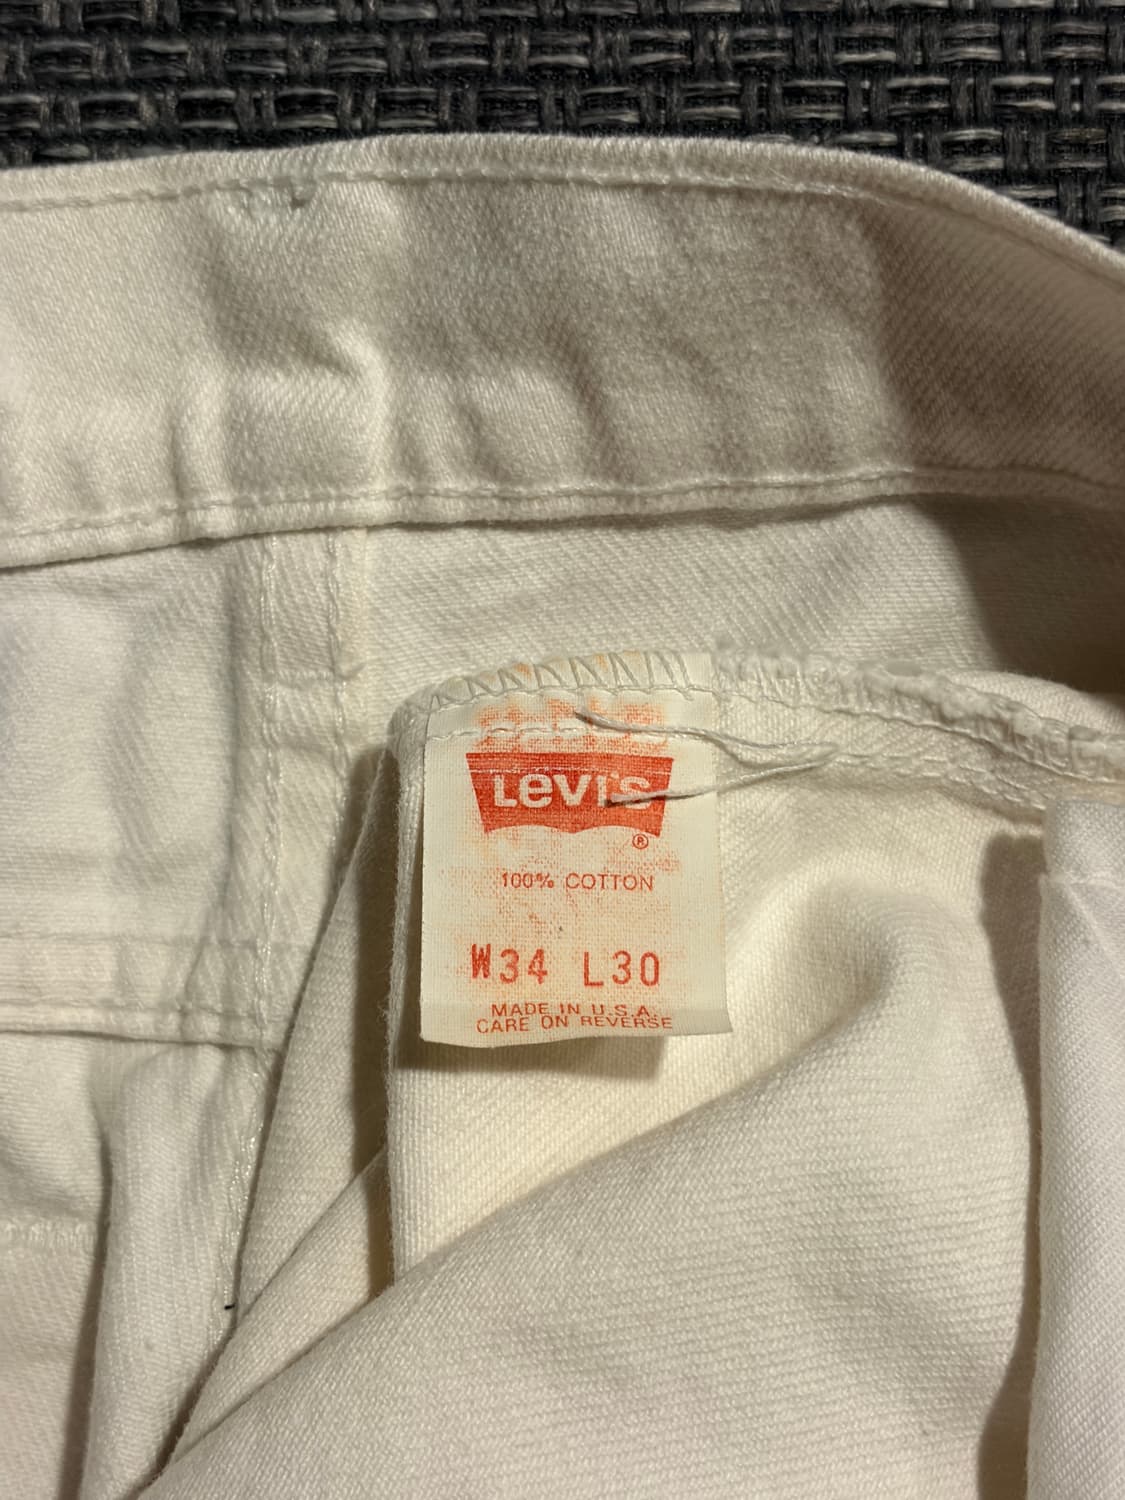 Levi's
®
100% COTTON
W34 L30
MADE IN U.S.A.
CARE ON REVERSE